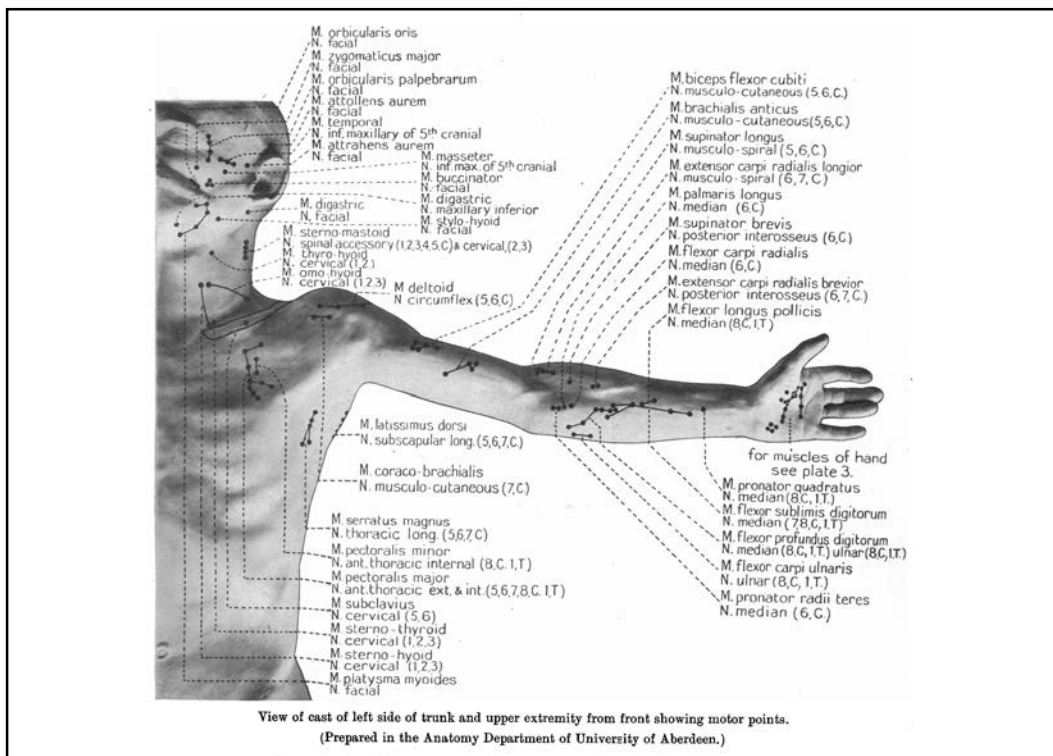 M. orbicularis oris
N. facial
M. zygomaticus major
N. facial
M. orbicularis palpebrarum
N. facial
M. attollens aurem
N. facial
M. temporal
N. inf. maxillary of 5th cranial
M. attrahens aurem
N. facial
M. masseter
N. inf. max. of 5th cranial
M. buccinator
N. facial
M. digastric
N. maxillary inferior
M. stylo-hyoid
N. facial
M. digastric
N. facial
M. sterno-mastoid
N. spinal accessory (1,2,3,4,5, C) & cervical, (2,3)
M. thyro-hyoid
N. cervical (1,2.)
M. omo-hyoid
N. cervical (1,2,3)
M deltoid
N. circumflex (5,6,C)
M. biceps flexor cubiti
N. musculo-cutaneous (5,6, C.)
M. brachialis anticus
N. musculo-cutaneous (5,6, C.)
M. supinator longus
N. musculo-spiral (5,6, C.)
M. extensor carpi radialis longior
N. musculo-spiral (6,7, C.)
M. palmaris longus
N. median (6,C.)
M. supinator brevis
N. posterior interosseus (6,C.)
M. flexor carpi radialis
N. median (6,C.)
M. extensor carpi radialis brevior
N. posterior interosseus (6,7, C.)
M. flexor longus pollicis
N. median (8,C, 1,T.)
for muscles of hand
see plate 3.
M. latissimus dorsi
N. subscapular long. (5,6,7, C.)
M. coraco-brachialis
N. musculo-cutaneous (7,C.)
M. serratus magnus
N. thoracic long. (5,6,7, C)
M. pectoralis minor
N. ant. thoracic internal (8, C. 1,T)
M. pectoralis major
N. ant. thoracic ext. & int. (5,6,7,8,C. 1,T)
M. subclavius
N. cervical (5,6)
M. sterno-thyroid
N. cervical (1,2,3)
M. sterno-hyoid
N. cervical (1,2,3)
M. platysma myoides
N. facial
M. pronator quadratus
N. median (8,C, 1,T.)
M. flexor sublimis digitorum
N. median (7,8,C, 1,T)
M. flexor profundus digitorum
N. median (8,C, 1,T.) ulnar (8,C,1,T.)
M. flexor carpi ulnaris
N. ulnar (8,C, 1,T.)
M. pronator radii teres
N. median (6, C.)
View of cast of left side of trunk and upper extremity from front showing motor points.
(Prepared in the Anatomy Department of University of Aberdeen.)